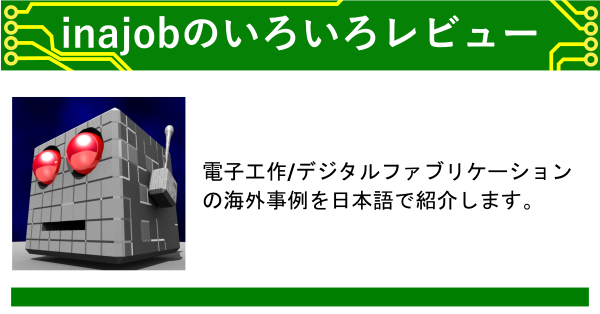 inajobのいろいろレビュー
電子工作/デジタルファブリケーション
の海外事例を日本語で紹介します。